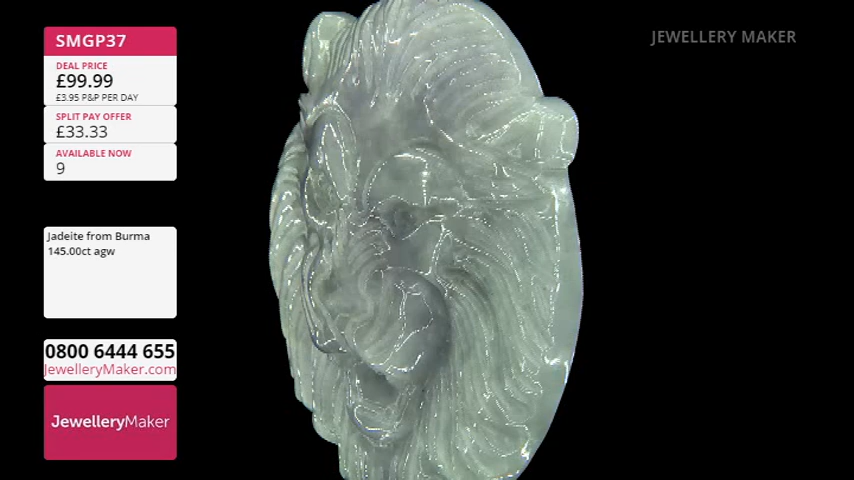 SMGP37
DEAL PRICE
£99.99
£3.95 P&P PER DAY
SPLIT PAY OFFER
£33.33
AVAILABLE NOW
9
Jadeite from Burma
145.00ct agw
0800 6444 655
JewelleryMaker.com
JewelleryMaker
JEWELLERY MAKER